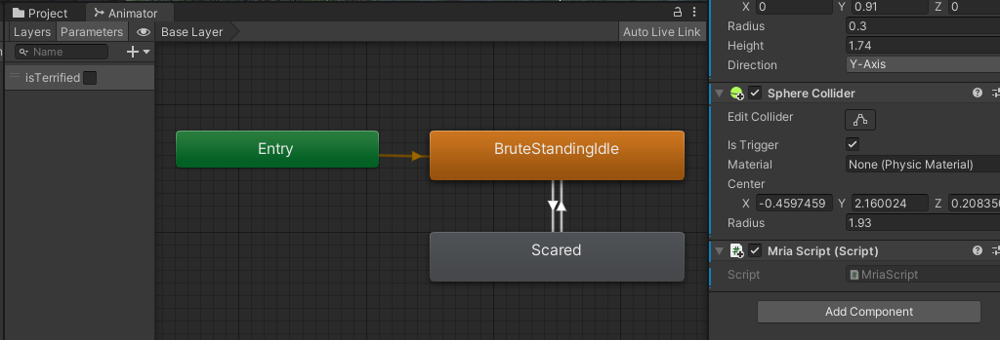 Project
Animator
Layers Parameters Base Layer Auto Live Link
Name
isTerrified
Entry
BruteStandingIdle
Scared
X 0 Y 0.91 Z 0
Radius 0.3
Height 1.74
Direction Y-Axis
Sphere Collider
Edit Collider
Is Trigger
Material None (Physic Material)
Center
X -0.4597459 Y 2.160024 Z 0.20835
Radius 1.93
Mria Script (Script)
Script MriaScript
Add Component